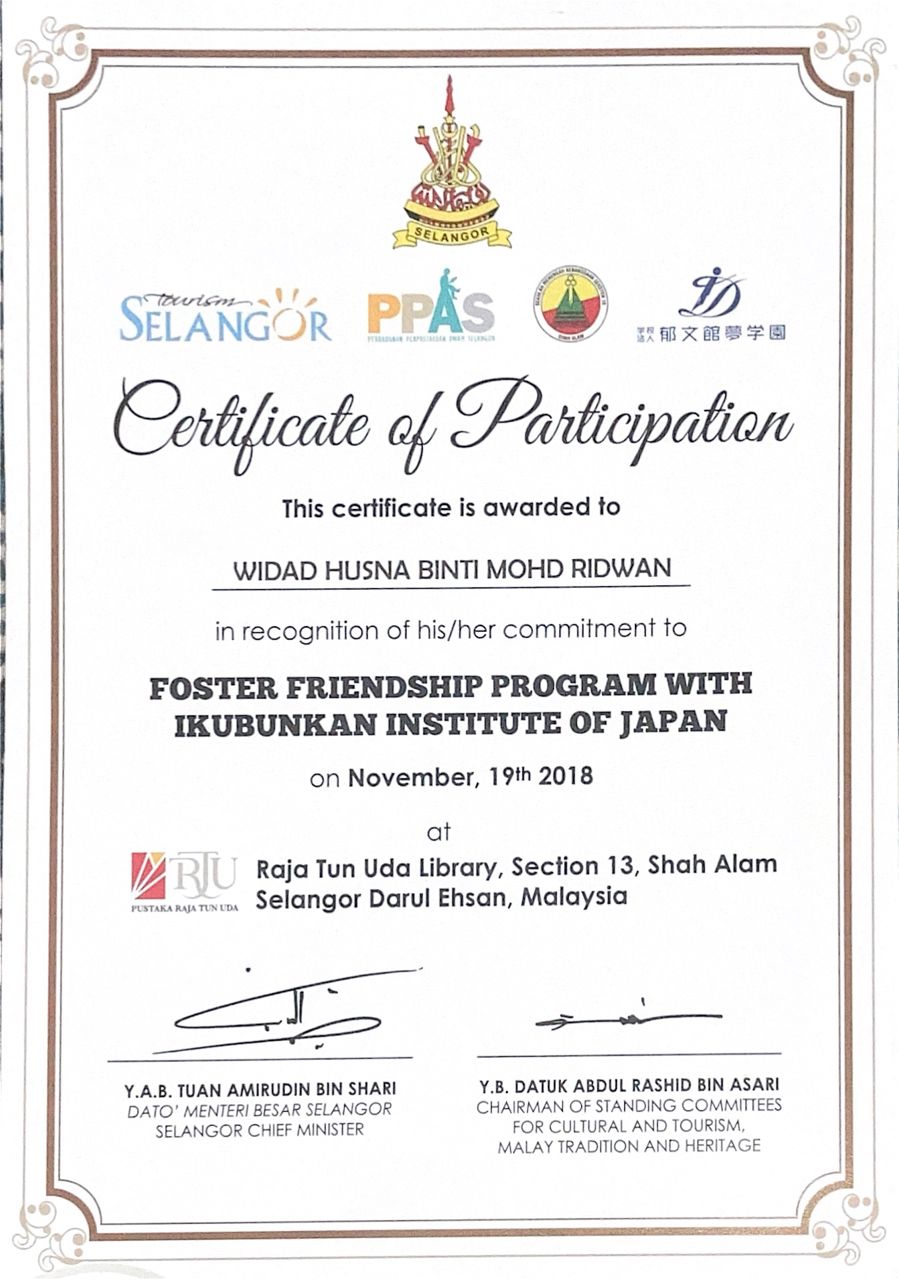 SELANGOR
Tourism
SELANGOR
PPAS
PERBADANAN PERPUSTAKAAN AWAM SELANGOR
SHAH ALAM
学校
法人 郁文館夢学園
Certificate of Participation
This certificate is awarded to
WIDAD HUSNA BINTI MOHD RIDWAN
in recognition of his/her commitment to
FOSTER FRIENDSHIP PROGRAM WITH
IKUBUNKAN INSTITUTE OF JAPAN
on November, 19th 2018
at
RTU
PUSTAKA RAJA TUN UDA
Raja Tun Uda Library, Section 13, Shah Alam
Selangor Darul Ehsan, Malaysia
Y.A.B. TUAN AMIRUDIN BIN SHARI
DATO' MENTERI BESAR SELANGOR
SELANGOR CHIEF MINISTER
Y.B. DATUK ABDUL RASHID BIN ASARI
CHAIRMAN OF STANDING COMMITTEES
FOR CULTURAL AND TOURISM,
MALAY TRADITION AND HERITAGE